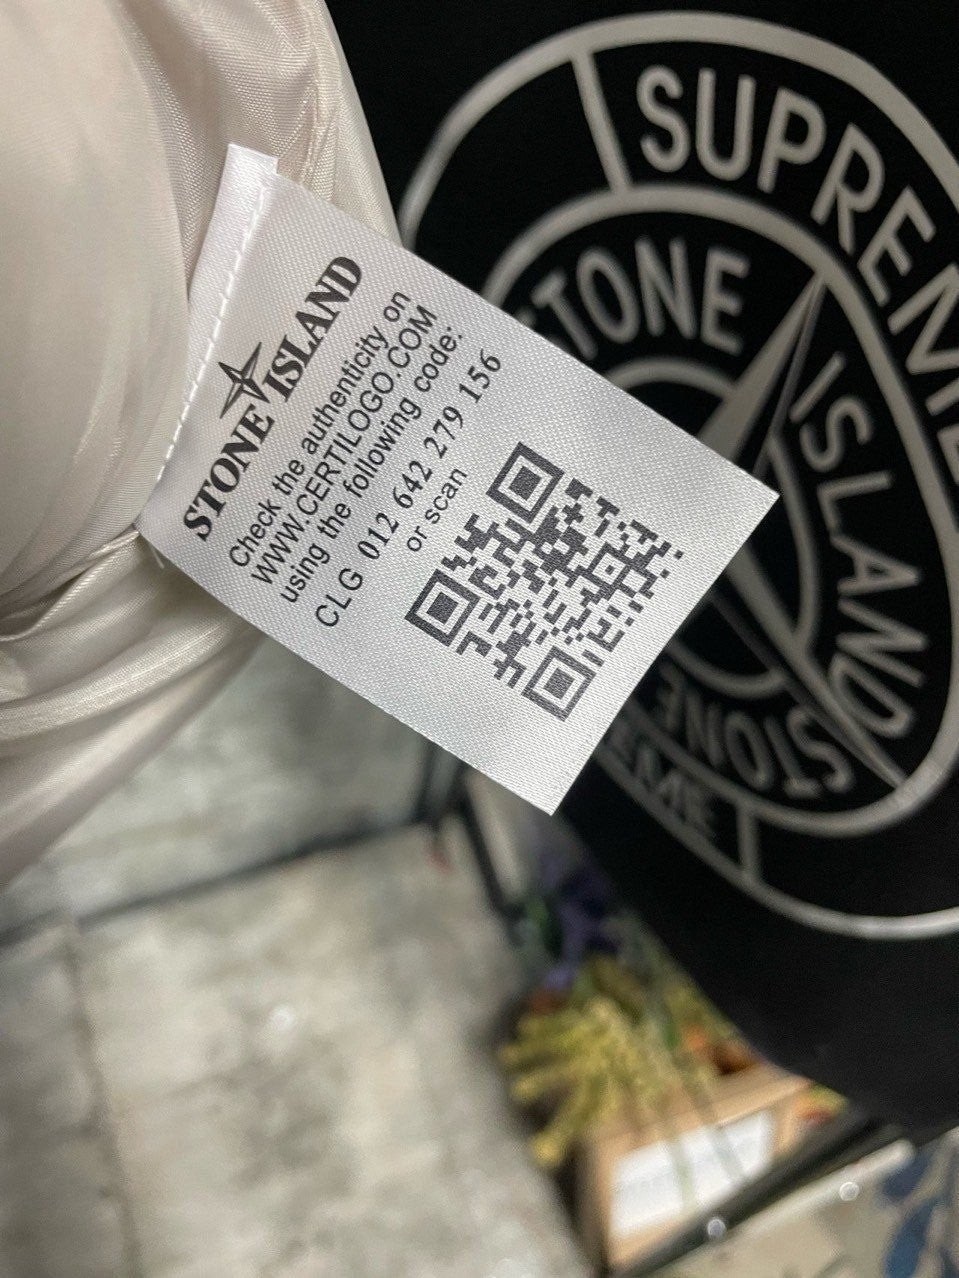 STONE ISLAND
Check the authenticity on
WWW.CERTILOGO.COM
using the following code:
CLG 012 642 279 156
or scan
SUPREME
STONE ISLAND
STONE